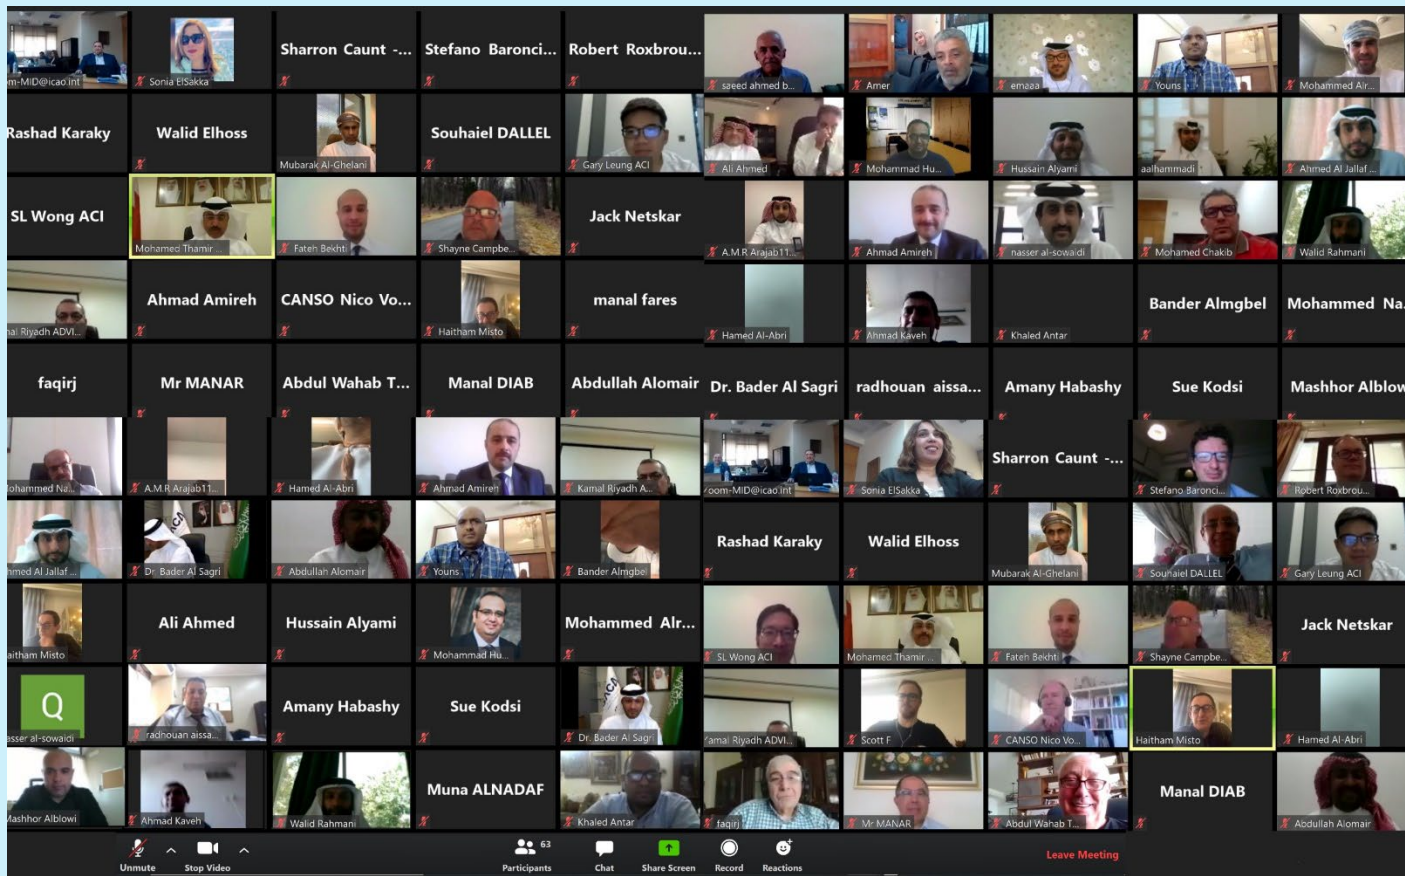 om-MID@icao.int
Sonia ElSakka
Sharron Caunt -...
Stefano Baronci...
Robert Roxbrou...
saeed ahmed b...
Amer
emaaa
Youns
Mohammed Alr...
Rashad Karaky
Walid Elhoss
Mubarak Al-Ghelani
Souhaiel DALLEL
Gary Leung ACI
Ali Ahmed
Mohammad Hu...
Hussain Alyami
aalhammadi
Ahmed Al Jallaf ...
SL Wong ACI
Mohamed Thamir ...
Fateh Bekhti
Shayne Campbe...
Jack Netskar
A.M.R Arajab11...
Ahmad Amireh
nasser al-sowaidi
Mohamed Chakib
Walid Rahmani
nal Riyadh ADVI...
Ahmad Amireh
CANSO Nico Vo...
Haitham Misto
manal fares
Hamed Al-Abri
Ahmad Kaveh
Khaled Antar
Bander Almgbel
Mohammed Na...
faqirj
Mr MANAR
Abdul Wahab T...
Manal DIAB
Abdullah Alomair
Dr. Bader Al Sagri
radhouan aissa...
Amany Habashy
Sue Kodsi
Mashhor Alblow
Mohammed Na...
A.M.R Arajab11...
Hamed Al-Abri
Ahmad Amireh
Kamal Riyadh A...
oom-MID@icao.int
Sonia ElSakka
Sharron Caunt -...
Stefano Baronci...
Robert Roxbrou...
hmed Al Jallaf ...
Dr. Bader Al Sagri
Abdullah Alomair
Youns
Bander Almgbel
Rashad Karaky
Walid Elhoss
Mubarak Al-Ghelani
Souhaiel DALLEL
Gary Leung ACI
aitham Misto
Ali Ahmed
Hussain Alyami
Mohammad Hu...
Mohammed Alr...
SL Wong ACI
Mohamed Thamir ...
Fateh Bekhti
Shayne Campbe...
Jack Netskar
Q
asser al-sowaidi
radhouan aissa...
Amany Habashy
Sue Kodsi
Dr. Bader Al Sagri
amal Riyadh ADVI...
Scott F
CANSO Nico Vo...
Haitham Misto
Hamed Al-Abri
Mashhor Alblowi
Ahmad Kaveh
Walid Rahmani
Muna ALNADAF
Khaled Antar
faqirj
Mr MANAR
Abdul Wahab T...
Manal DIAB
Abdullah Alomair
Unmute
Stop Video
63
Participants
Chat
Share Screen
Record
Reactions
Leave Meeting